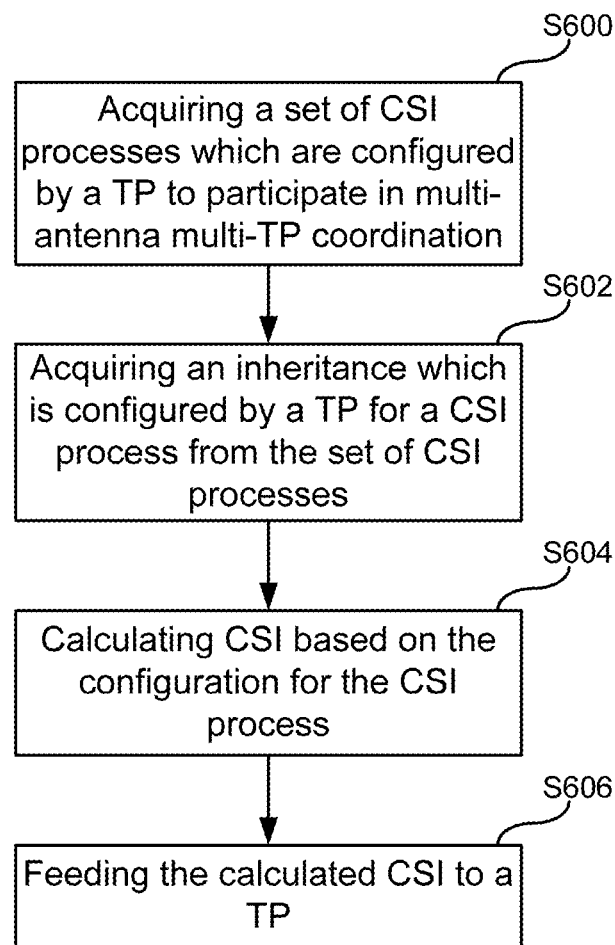 S600
Acquiring a set of CSI
processes which are configured
by a TP to participate in multi-
antenna multi-TP coordination
S602
Acquiring an inheritance which
is configured by a TP for a CSI
process from the set of CSI
processes
S604
Calculating CSI based on the
configuration for the CSI
process
S606
Feeding the calculated CSI to a
TP